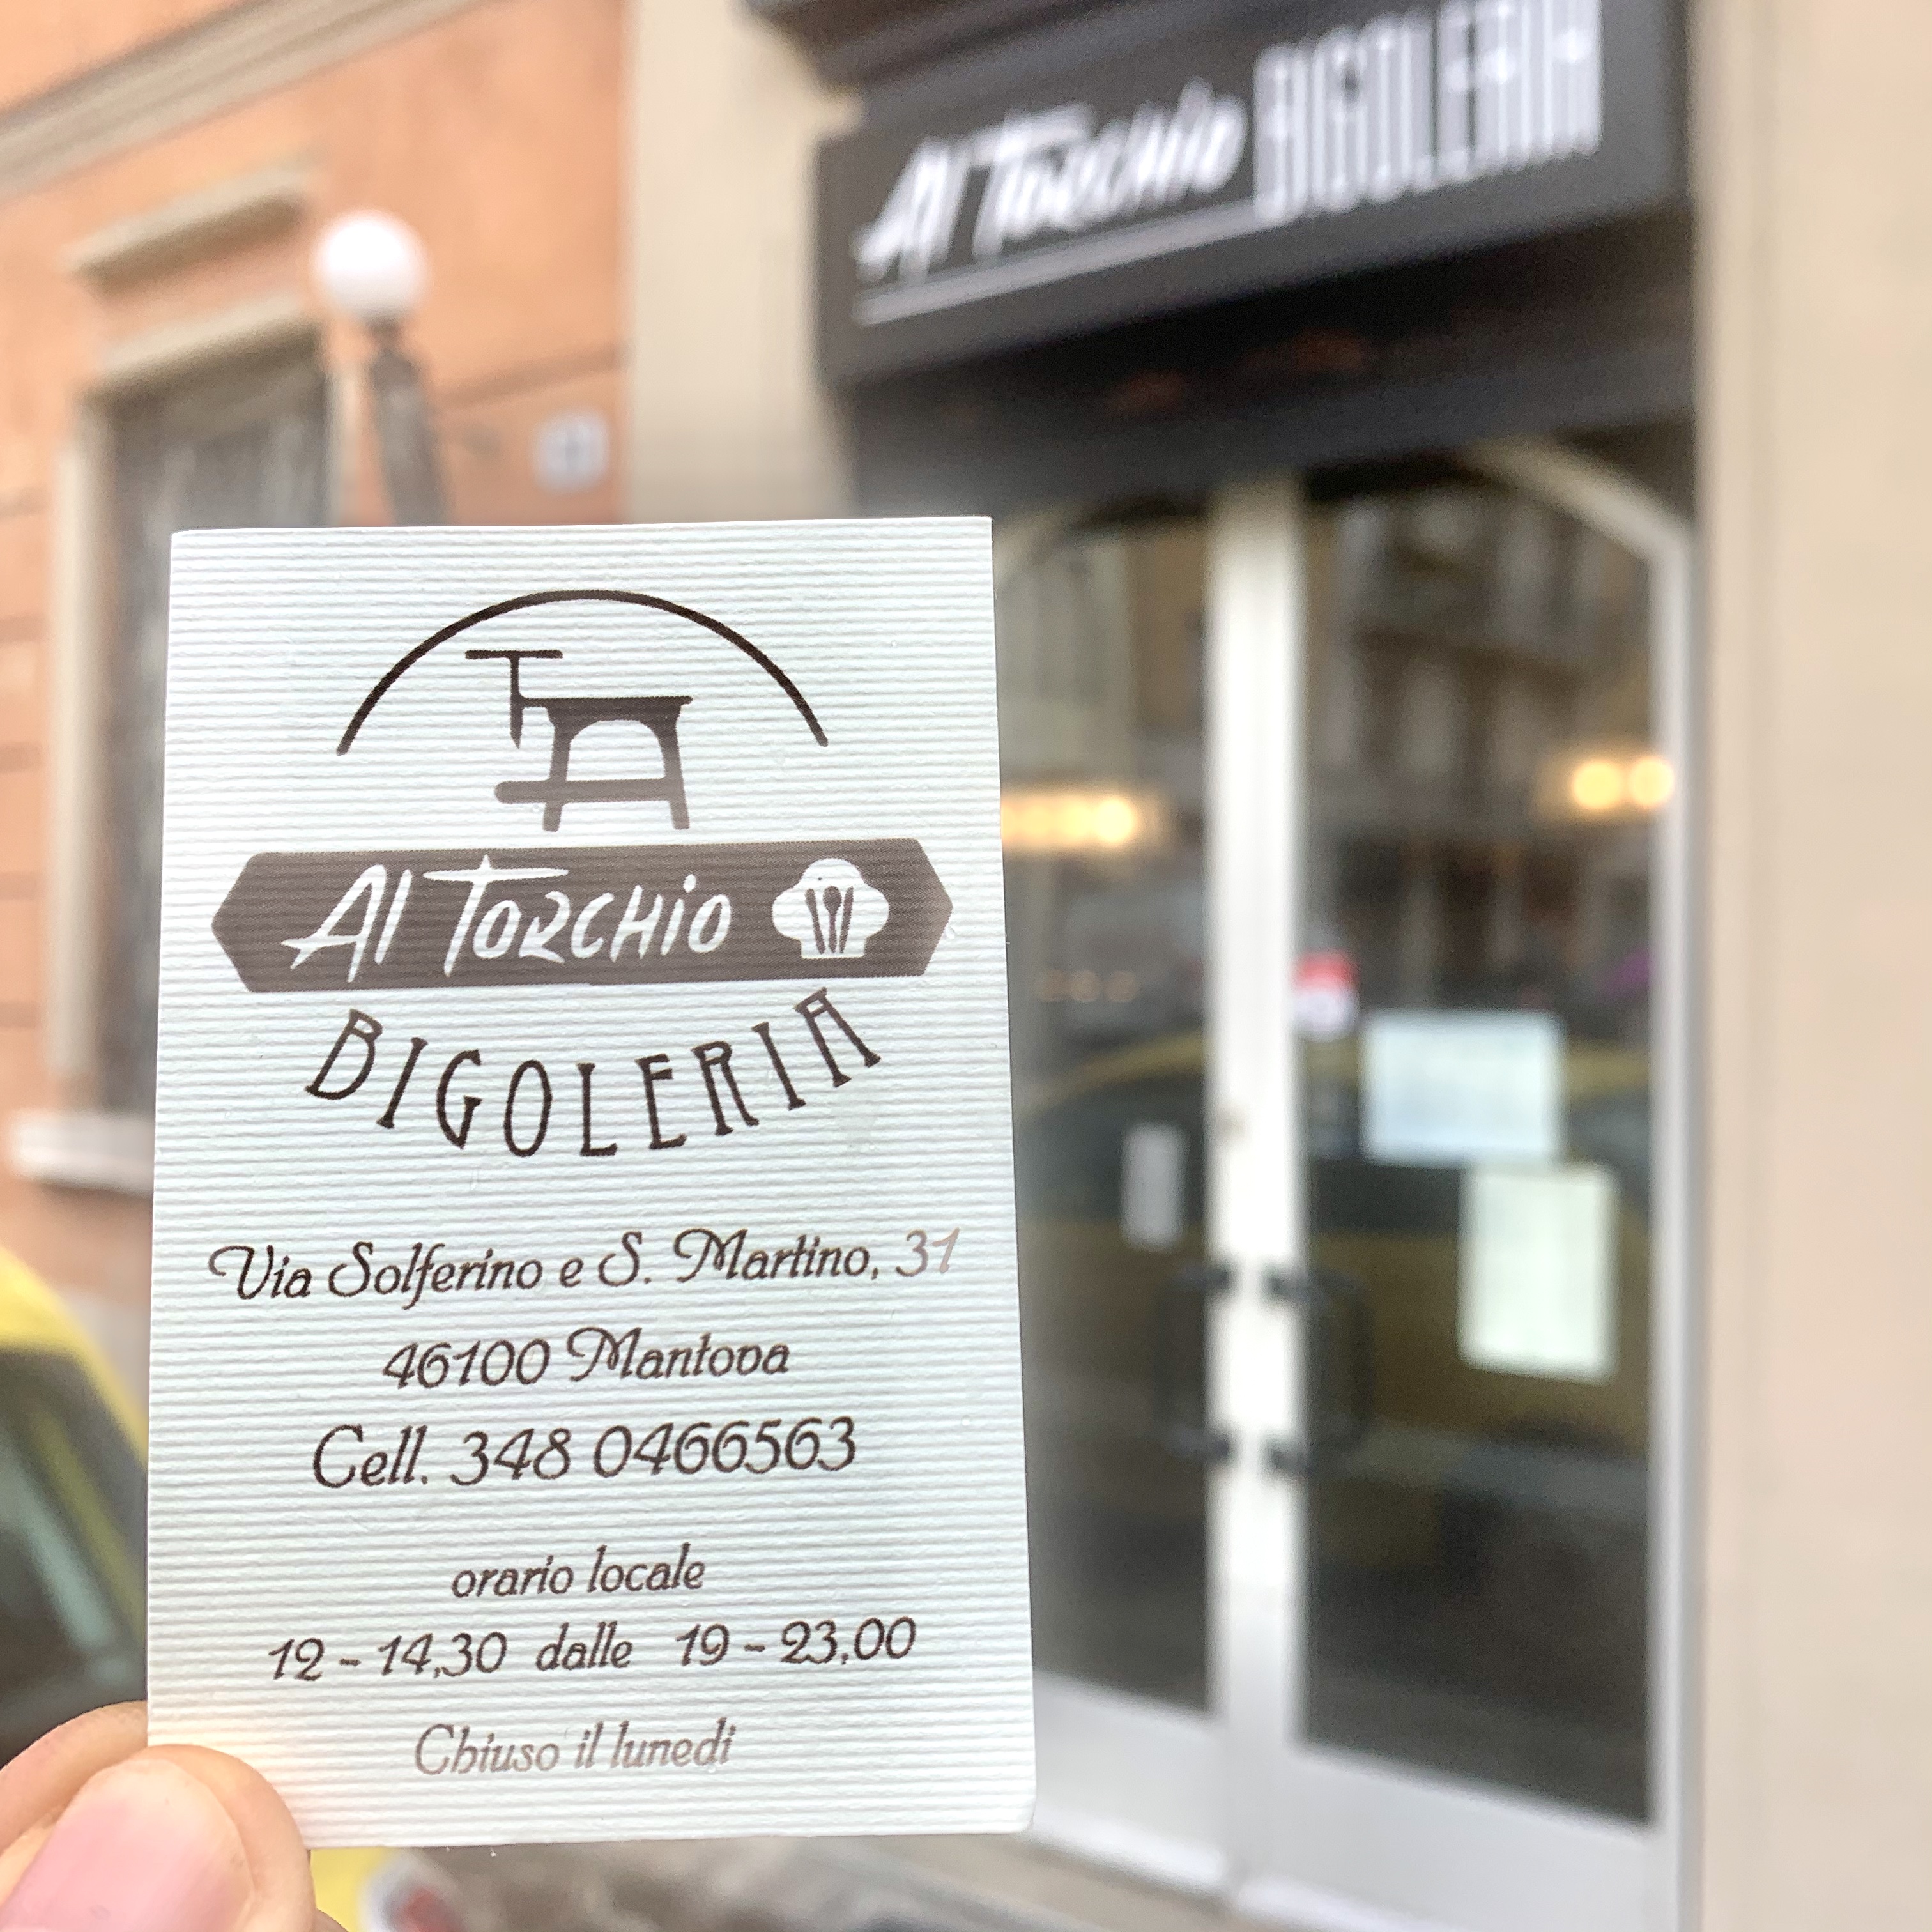 Al Torchio BIGOLERIA
Al Torchio
BIGOLERIA
Via Solferino e S. Martino, 31
46100 Mantova
Cell. 348 0466563
orario locale
12 - 14,30 dalle 19 - 23,00
Chiuso il lunedi